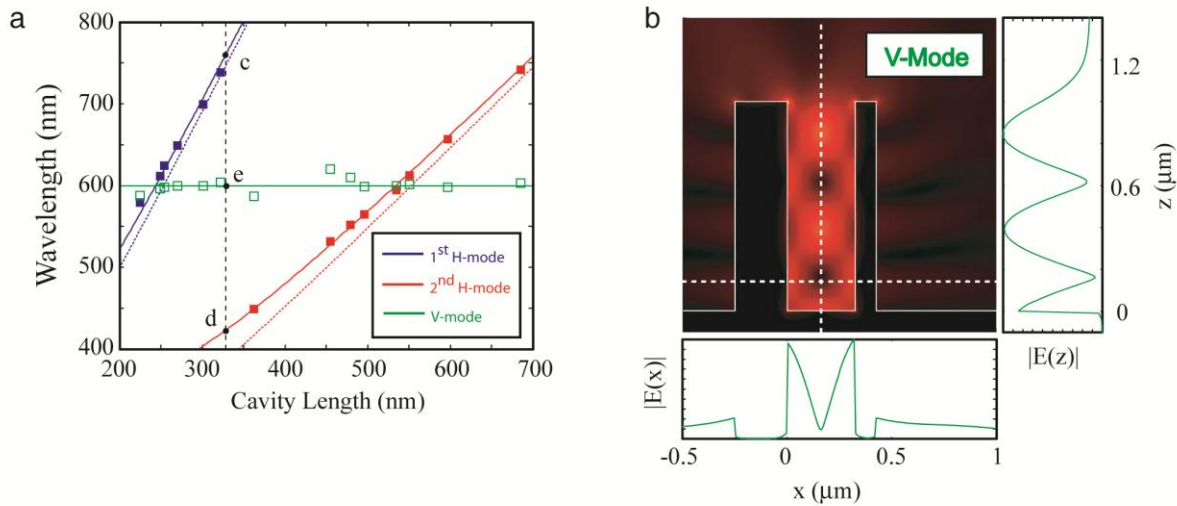 a
800
700
600
500
400
Wavelength (nm)
c
e
d
1st H-mode
2nd H-mode
V-mode
200 300 400 500 600 700
Cavity Length (nm)
b
V-Mode
1.2
0.6
0
z (μm)
|E(z)|
|E(x)|
-0.5 0 0.5 1
x (μm)